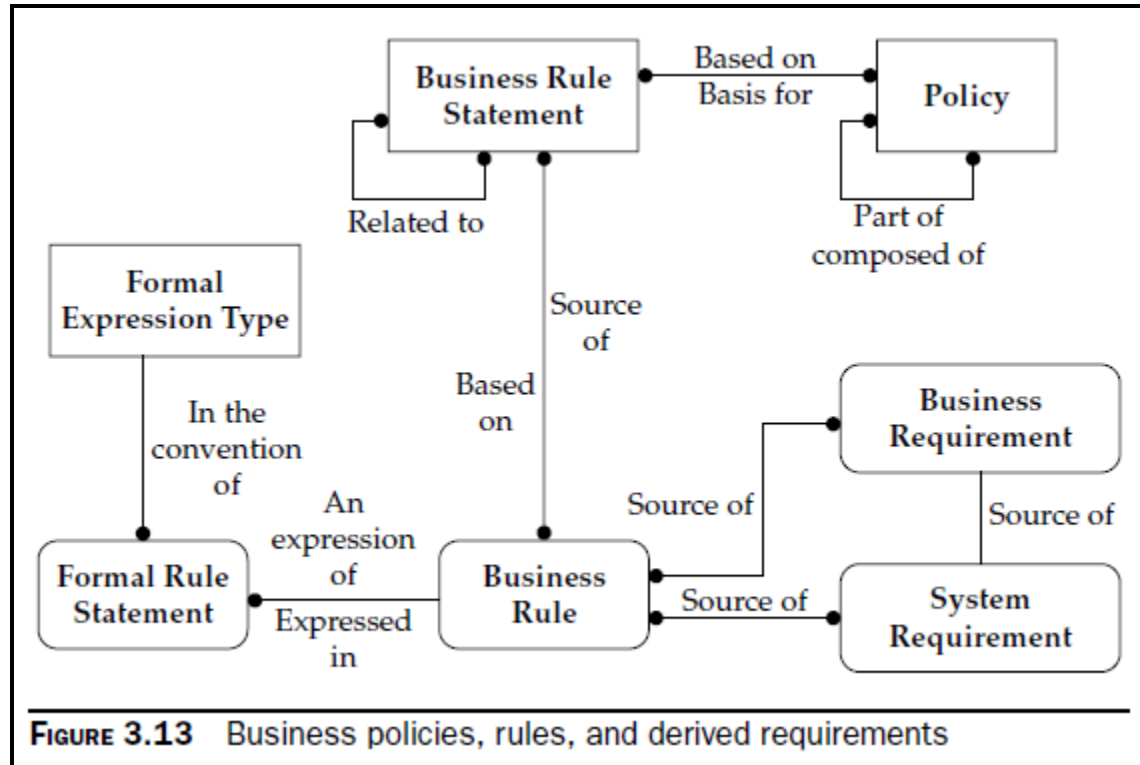 Business Rule
Statement
Based on
Basis for
Policy
Related to
Part of
composed of
Formal
Expression Type
Source
of
Based
on
In the
convention
of
Business
Requirement
An
expression
of
Source of
Source of
Formal Rule
Statement
Expressed
in
Business
Rule
Source of
System
Requirement
FIGURE 3.13 Business policies, rules, and derived requirements